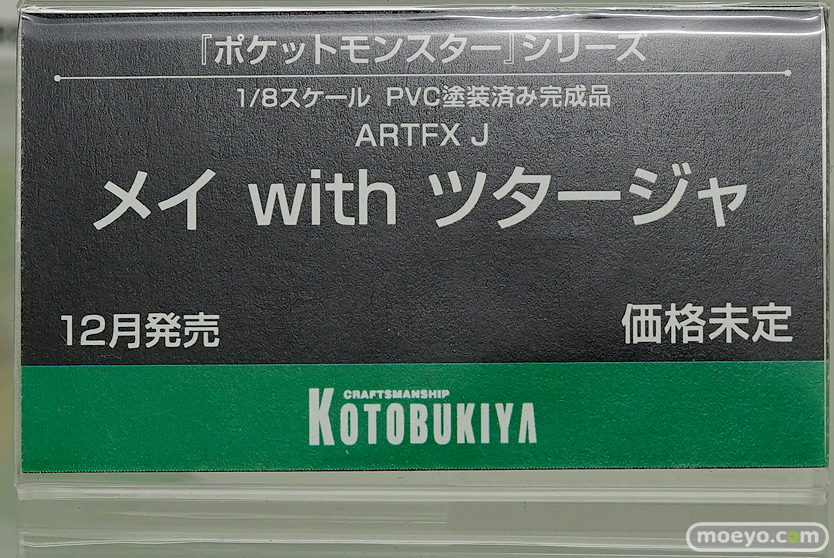 『ポケットモンスター』シリーズ
1/8スケール PVC塗装済み完成品
ARTFX J
メイ with ツタージャ
12月発売
価格未定
CRAFTSMANSHIP
KOTOBUKIYA
moeyo.com